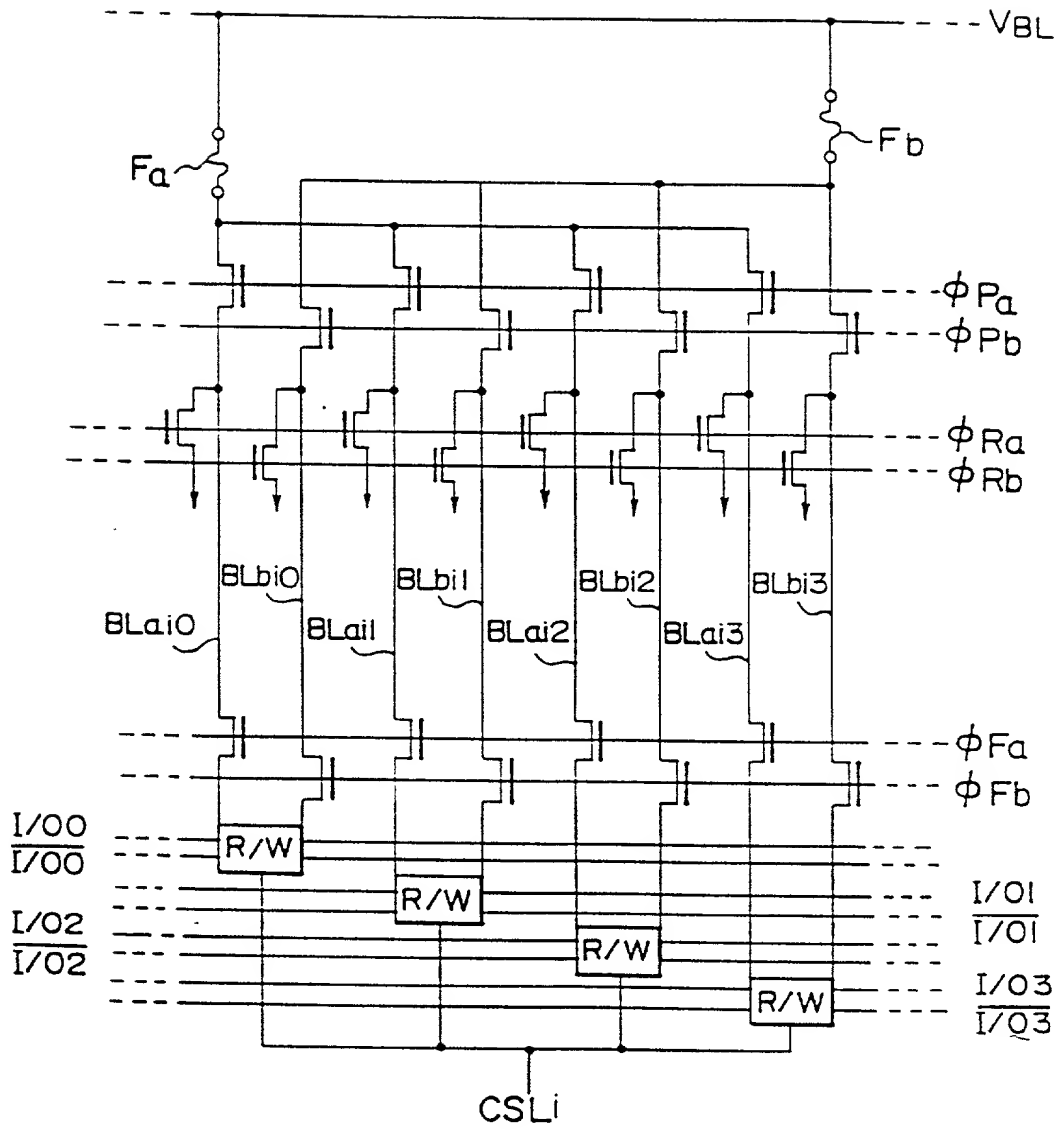 VBL
Fa
Fb
φPa
φPb
φRa
φRb
BLai0
BLbi0
BLai1
BLbi1
BLai2
BLbi2
BLai3
BLbi3
φFa
φFb
I/O0
I/O0
R/W
R/W
I/O1
I/O1
I/O2
I/O2
R/W
R/W
I/O3
I/O3
CSLi